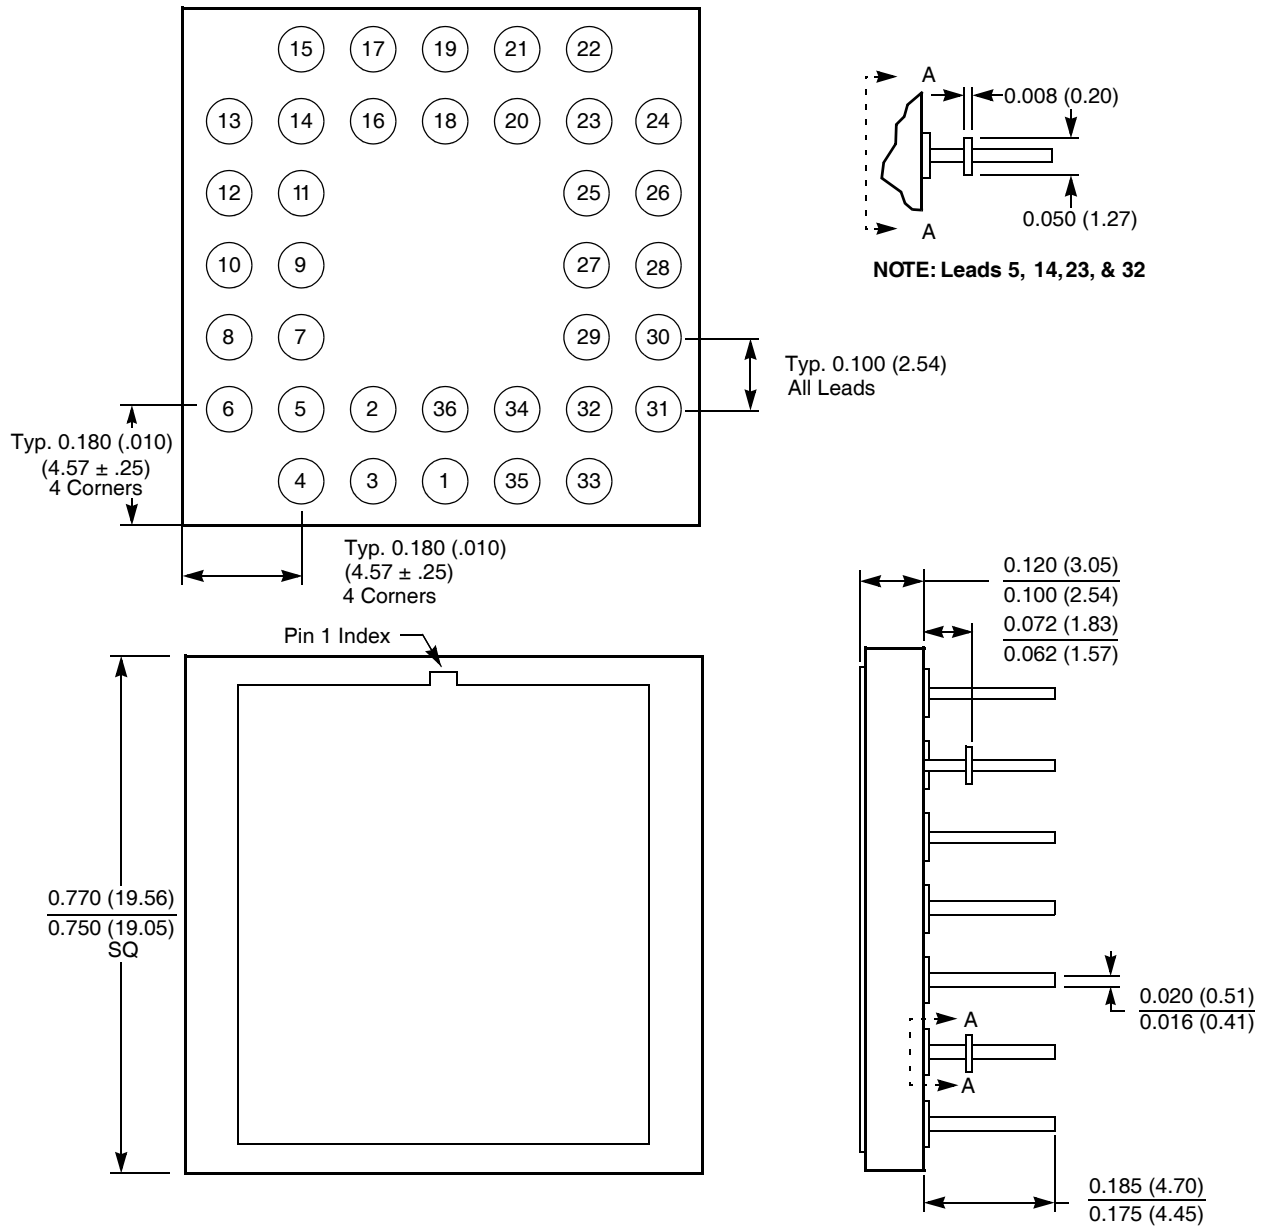 15 17 19 21 22
13 14 16 18 20 23 24
12 11 25 26
10 9 27 28
8 7 29 30
6 5 2 36 34 32 31
4 3 1 35 33
Typ. 0.180 (.010)
(4.57 ± .25)
4 Corners
Typ. 0.180 (.010)
(4.57 ± .25)
4 Corners
Typ. 0.100 (2.54)
All Leads
A
0.008 (0.20)
0.050 (1.27)
A
NOTE: Leads 5, 14, 23, & 32
Pin 1 Index
0.770 (19.56)
0.750 (19.05)
SQ
0.120 (3.05)
0.100 (2.54)
0.072 (1.83)
0.062 (1.57)
0.020 (0.51)
0.016 (0.41)
A
A
0.185 (4.70)
0.175 (4.45)